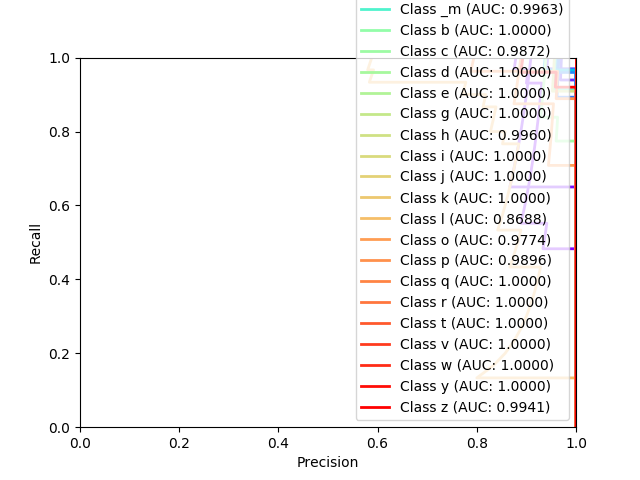 Class _m (AUC: 0.9963)
Class b (AUC: 1.0000)
Class c (AUC: 0.9872)
Class d (AUC: 1.0000)
Class e (AUC: 1.0000)
Class g (AUC: 1.0000)
Class h (AUC: 0.9960)
Class i (AUC: 1.0000)
Class j (AUC: 1.0000)
Class k (AUC: 1.0000)
Class l (AUC: 0.8688)
Class o (AUC: 0.9774)
Class p (AUC: 0.9896)
Class q (AUC: 1.0000)
Class r (AUC: 1.0000)
Class t (AUC: 1.0000)
Class v (AUC: 1.0000)
Class w (AUC: 1.0000)
Class y (AUC: 1.0000)
Class z (AUC: 0.9941)
1.0
0.8
0.6
0.4
0.2
0.0
Recall
0.0 0.2 0.4 0.6 0.8 1.0
Precision